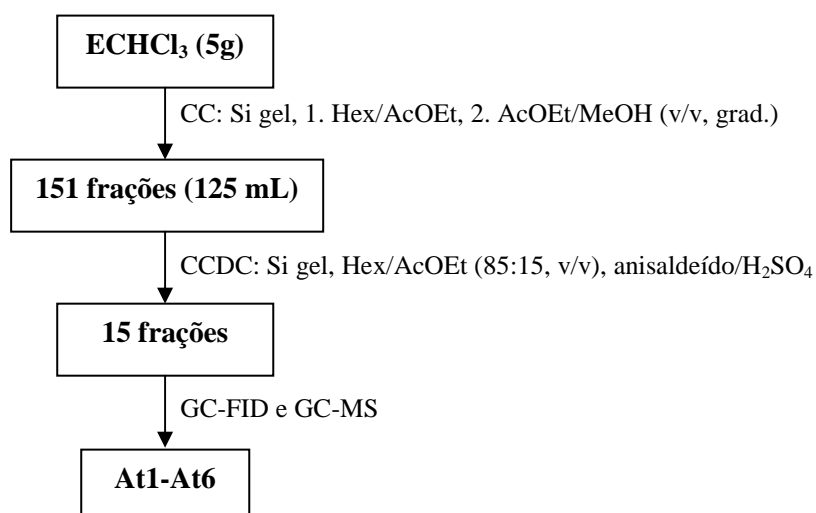 ECHCl₃ (5g)
CC: Si gel, 1. Hex/AcOEt, 2. AcOEt/MeOH (v/v, grad.)
151 frações (125 mL)
CCDC: Si gel, Hex/AcOEt (85:15, v/v), anisaldeído/H₂SO₄
15 frações
GC-FID e GC-MS
At1-At6